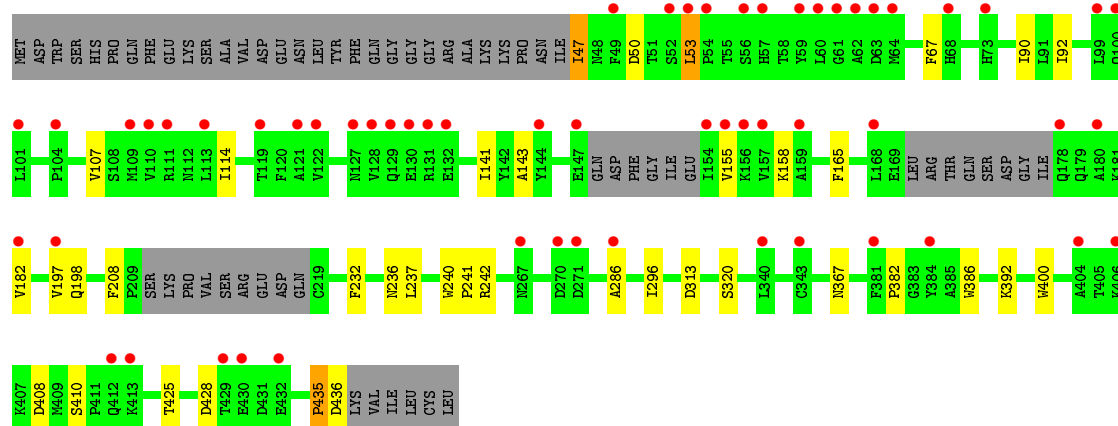 MET ASP TRP SER HIS PRO GLN PHE GLU LYS SER ALA VAL ASP GLU ASN LEU TYR PHE GLN GLY GLY GLY ARG ALA LYS LYS PRO ASN ILE I47 N48 F49 D50 T51 S52 L53 P54 T55 S56 H57 T58 Y59 L60 G61 A62 D63 M64 F67 H68 H73 I90 L91 I92 L99 Q100
L101 P104 V107 S108 M109 V110 R111 N112 L113 I114 T119 F120 A121 V122 N127 V128 Q129 E130 R131 E132 I141 Y142 A143 Y144 E147 GLN ASP PHE GLY ILE GLU I154 V155 K156 V157 K158 A159 F165 L168 E169 LEU ARG THR GLN SER ASP GLY ILE Q178 Q179 A180 K181
V182 V197 Q198 F208 P209 SER LYS PRO VAL SER ARG GLU ASP GLN C219 F232 N236 L237 W240 P241 R242 N267 D270 D271 A286 I296 D313 S320 L340 C343 N367 F381 P382 G383 Y384 A385 W386 K392 W400 A404 T405 K406
K407 D408 M409 S410 P411 Q412 K413 T425 D428 T429 E430 D431 E432 P435 D436 LYS VAL ILE LEU CYS LEU